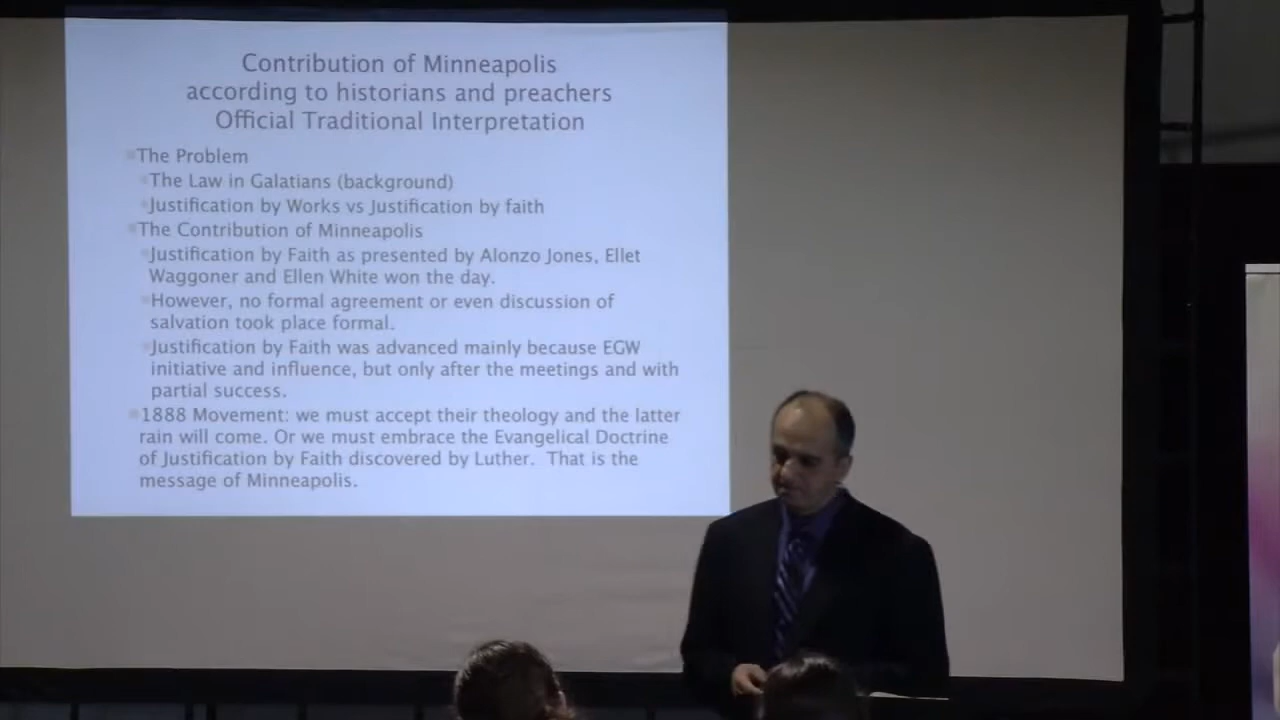 Contribution of Minneapolis
according to historians and preachers
Official Traditional Interpretation
The Problem
The Law in Galatians (background)
Justification by Works vs Justification by faith
The Contribution of Minneapolis
Justification by Faith as presented by Alonzo Jones, Ellet
Waggoner and Ellen White won the day.
However, no formal agreement or even discussion of
salvation took place formal.
Justification by Faith was advanced mainly because EGW
initiative and influence, but only after the meetings and with
partial success.
1888 Movement: we must accept their theology and the latter
rain will come. Or we must embrace the Evangelical Doctrine
of Justification by Faith discovered by Luther.  That is the
message of Minneapolis.